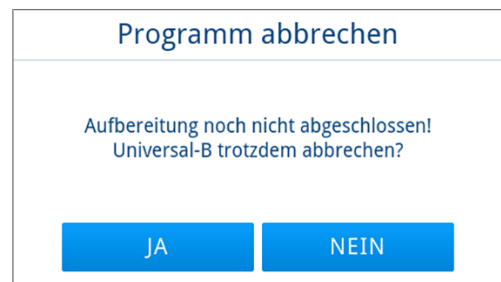 Programm abbrechen
Aufbereitung noch nicht abgeschlossen!
Universal-B trotzdem abbrechen?
JA
NEIN